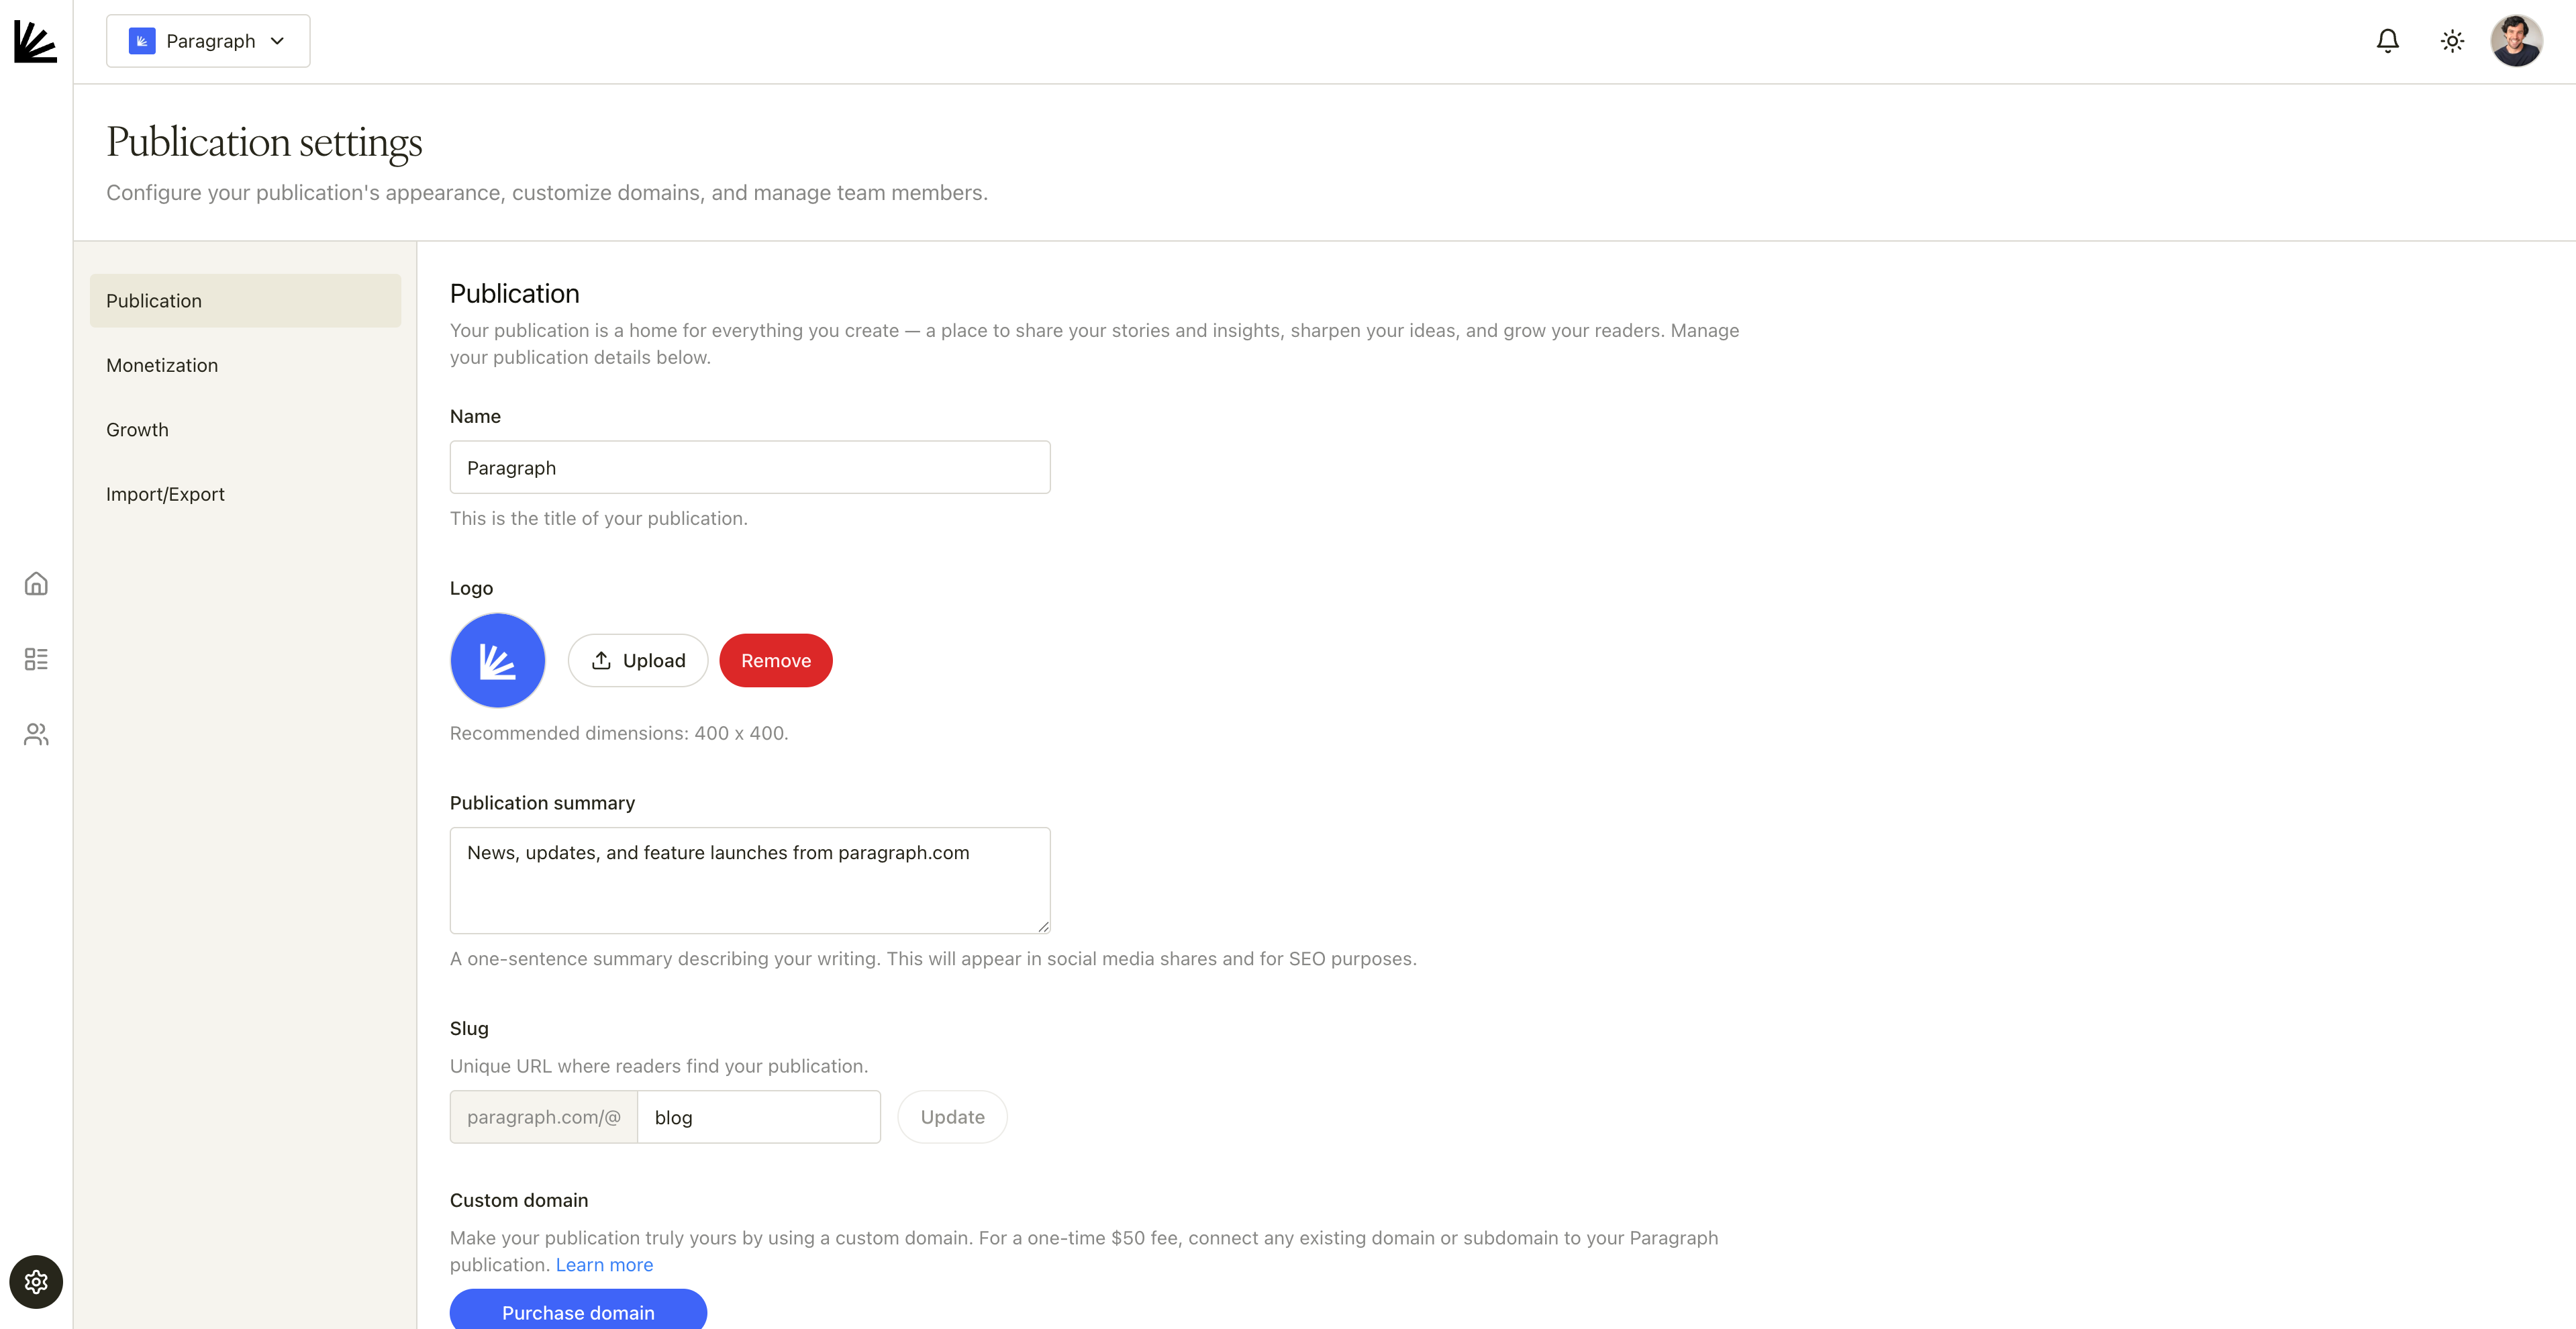 Paragraph
Publication settings
Configure your publication's appearance, customize domains, and manage team members.
Publication
Monetization
Growth
Import/Export
Publication
Your publication is a home for everything you create — a place to share your stories and insights, sharpen your ideas, and grow your readers. Manage
your publication details below.
Name
Paragraph
This is the title of your publication.
Logo
Upload
Remove
Recommended dimensions: 400 x 400.
Publication summary
News, updates, and feature launches from paragraph.com
A one-sentence summary describing your writing. This will appear in social media shares and for SEO purposes.
Slug
Unique URL where readers find your publication.
paragraph.com/@ blog Update
Custom domain
Make your publication truly yours by using a custom domain. For a one-time $50 fee, connect any existing domain or subdomain to your Paragraph
publication. Learn more
Purchase domain